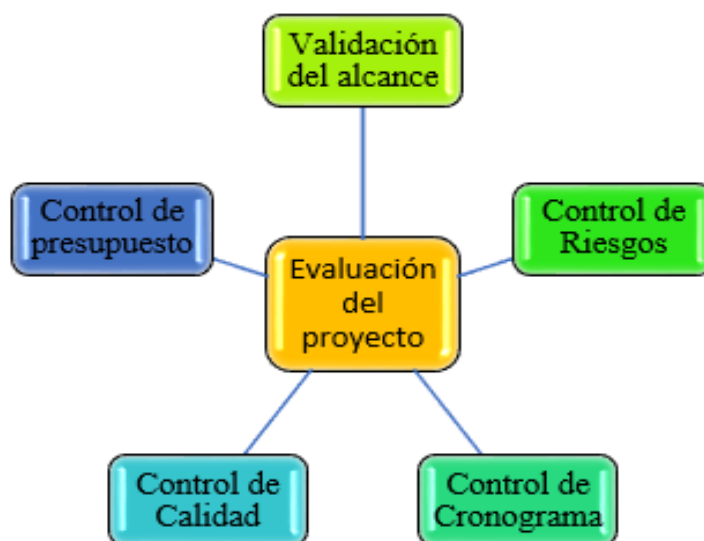 Validación
del alcance
Control de
presupuesto
Control de
Riesgos
Evaluación
del
proyecto
Control de
Calidad
Control de
Cronograma